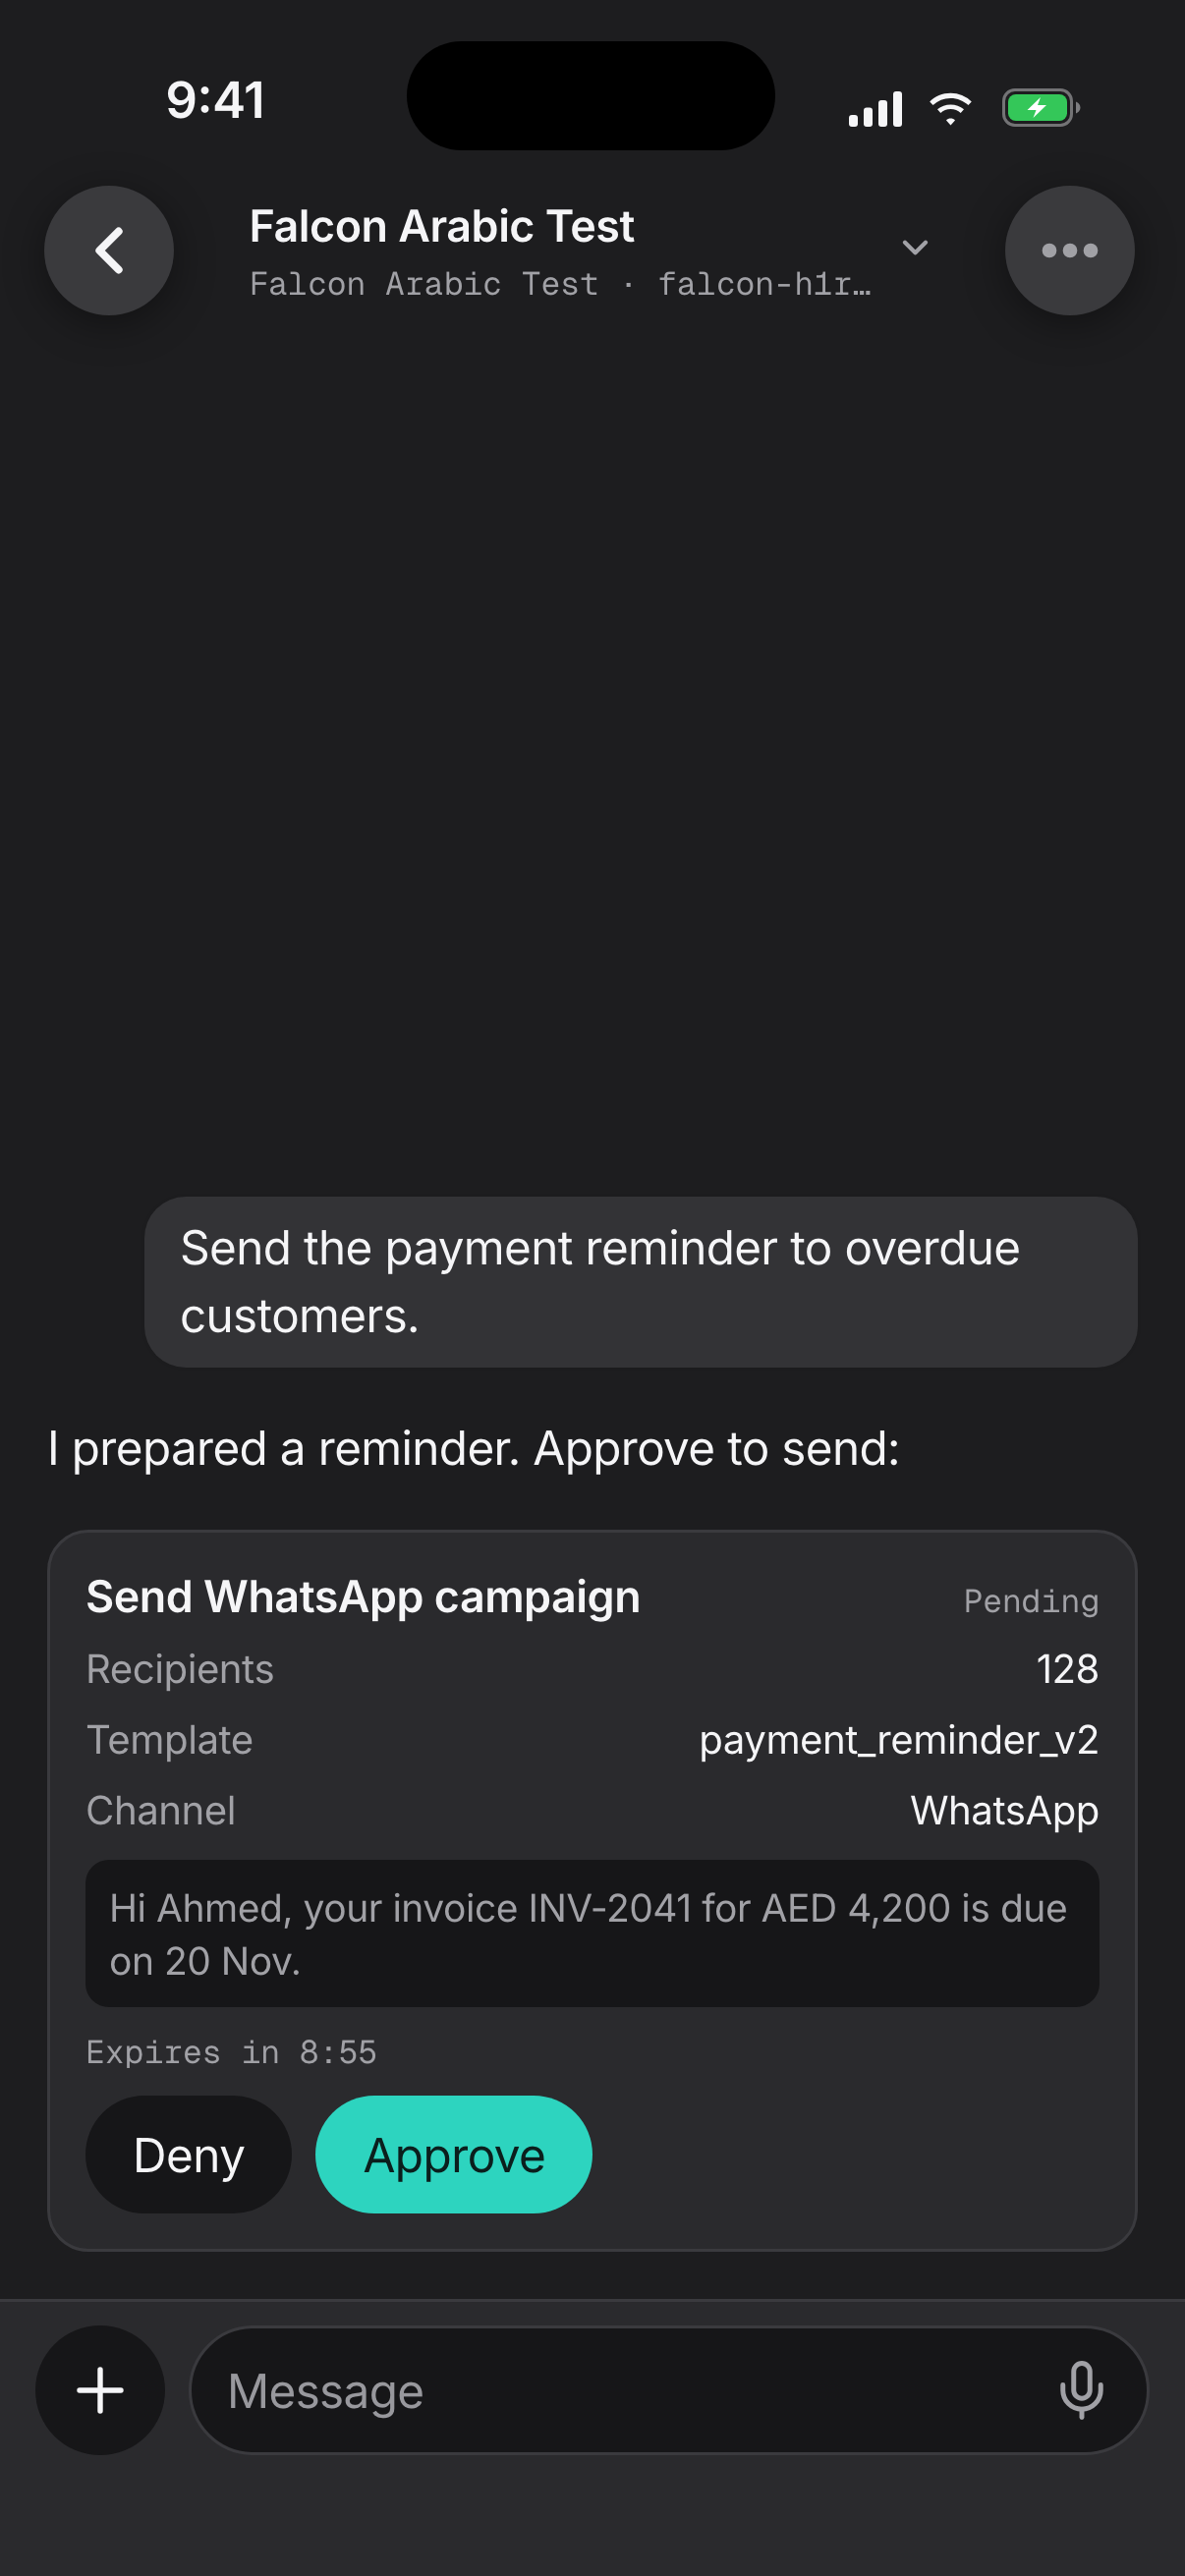 9:41
Falcon Arabic Test
Falcon Arabic Test · falcon-h1r…
Send the payment reminder to overdue
customers.
I prepared a reminder. Approve to send:
Send WhatsApp campaign
Pending
Recipients
128
Template
payment_reminder_v2
Channel
WhatsApp
Hi Ahmed, your invoice INV-2041 for AED 4,200 is due
on 20 Nov.
Expires in 8:55
Deny
Approve
Message